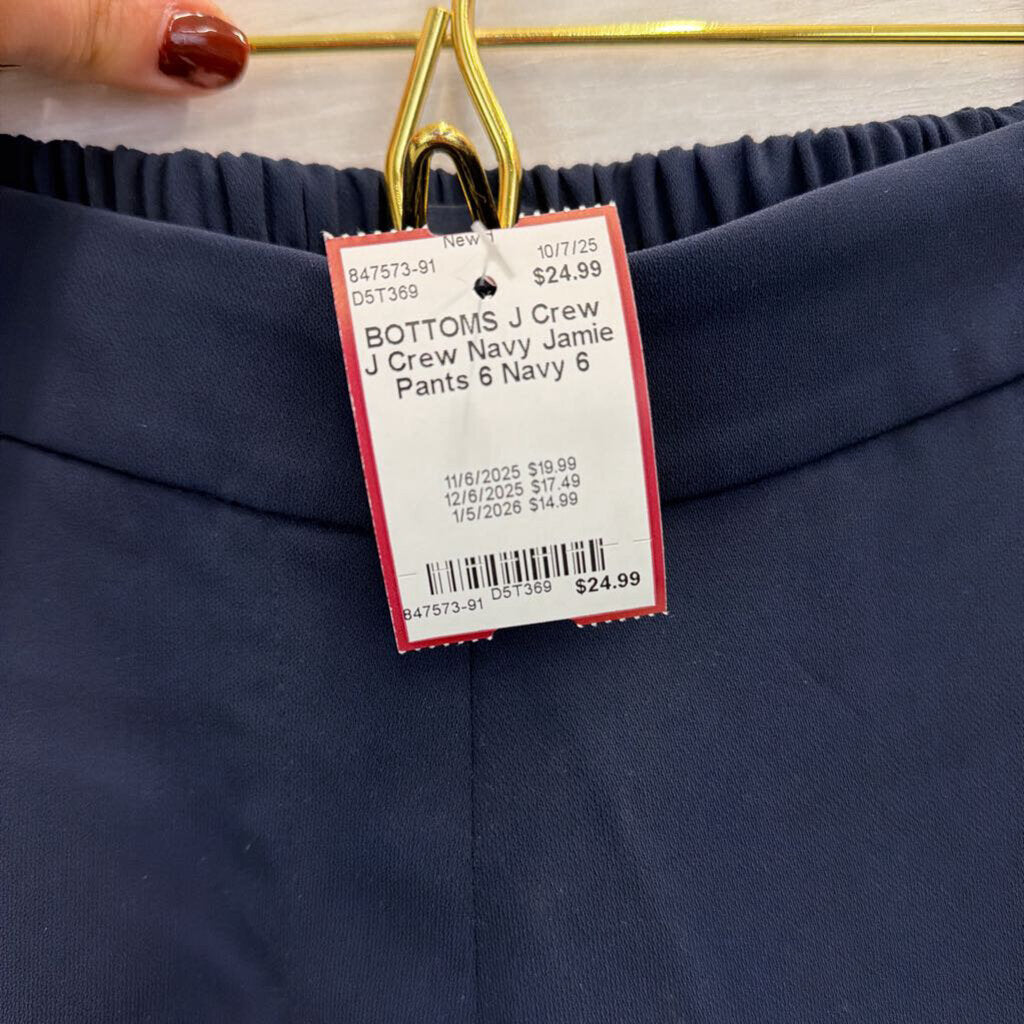 New
10/7/25
847573-91
$24.99
D5T369
BOTTOMS J Crew
J Crew Navy Jamie
Pants 6 Navy 6
11/6/2025 $19.99
12/6/2025 $17.49
1/5/2026 $14.99
847573-91 D5T369 $24.99